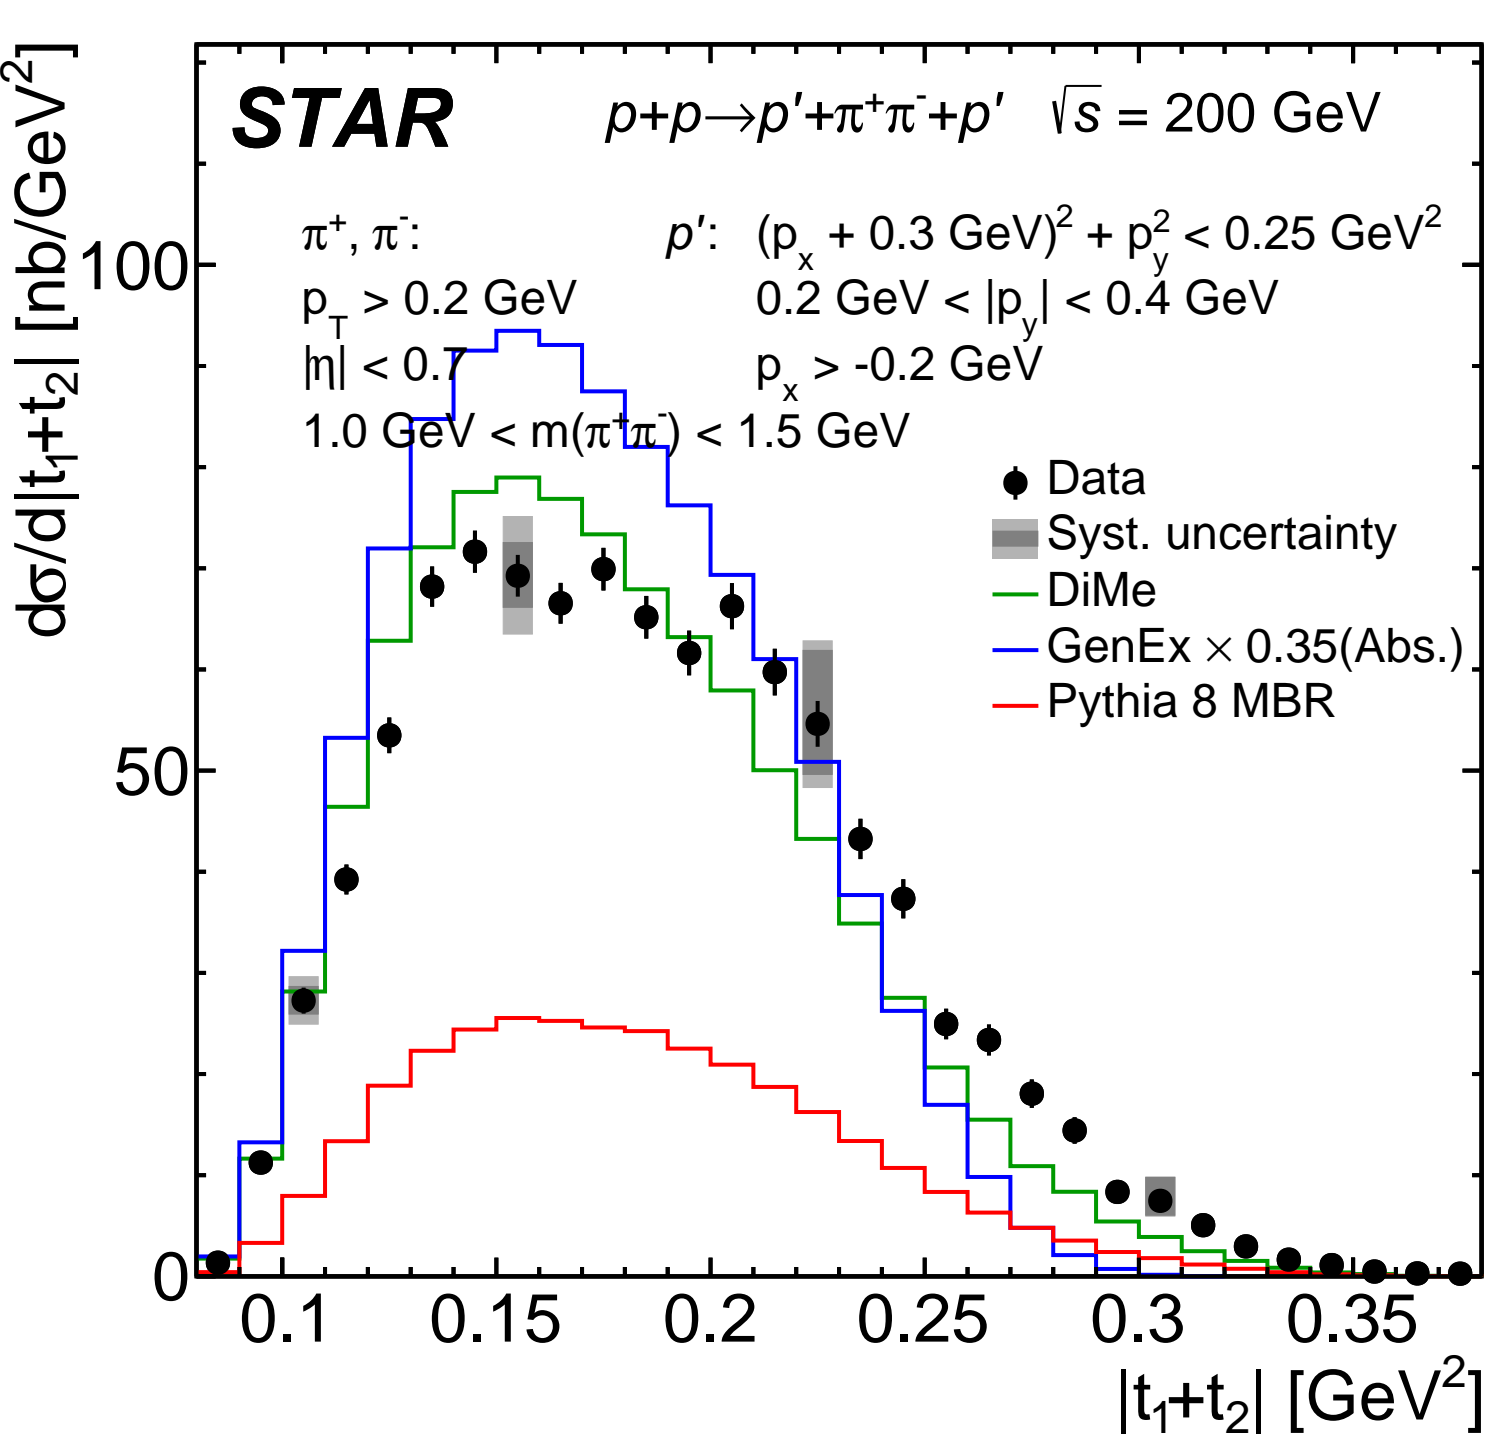 STAR p+p→p′+π⁺π⁻+p′ √s = 200 GeV
π⁺, π⁻: p′: (pₓ + 0.3 GeV)² + p_y² < 0.25 GeV²
p_T > 0.2 GeV 0.2 GeV < |p_y| < 0.4 GeV
|η| < 0.7 pₓ > -0.2 GeV
1.0 GeV < m(π⁺π⁻) < 1.5 GeV
Data
Syst. uncertainty
DiMe
GenEx × 0.35(Abs.)
Pythia 8 MBR
dσ/d|t₁+t₂| [nb/GeV²]
100
50
0
0.1 0.15 0.2 0.25 0.3 0.35
|t₁+t₂| [GeV²]